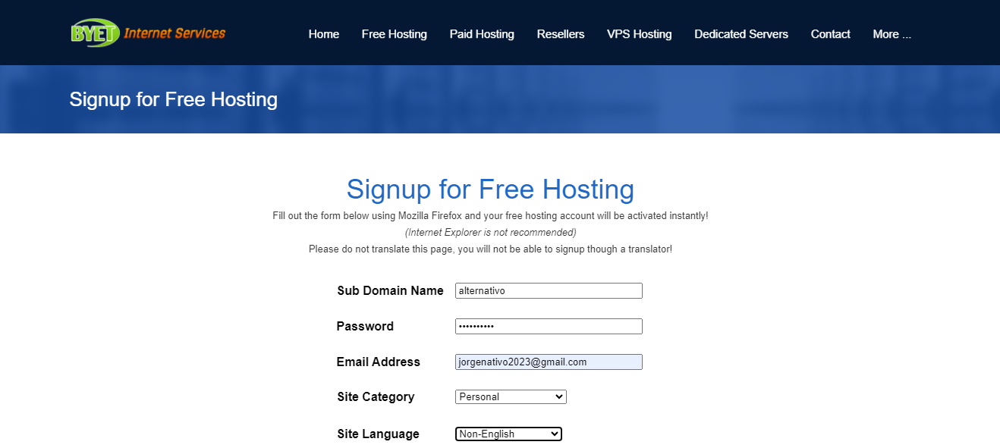 BYET Internet Services
Home Free Hosting Paid Hosting Resellers VPS Hosting Dedicated Servers Contact More ...
Signup for Free Hosting
Signup for Free Hosting
Fill out the form below using Mozilla Firefox and your free hosting account will be activated instantly!
(Internet Explorer is not recommended)
Please do not translate this page, you will not be able to signup though a translator!
Sub Domain Name alternativo
Password ••••••••••
Email Address jorgenativo2023@gmail.com
Site Category Personal
Site Language Non-English